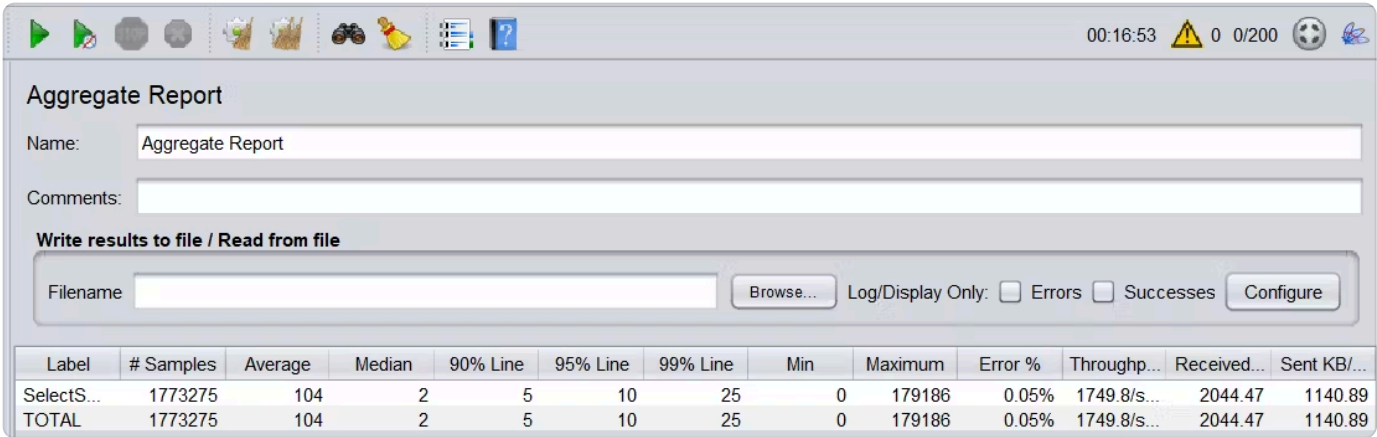 00:16:53 0 0/200
Aggregate Report
Name: Aggregate Report
Comments:
Write results to file / Read from file
Filename Browse... Log/Display Only: Errors Successes Configure
Label # Samples Average Median 90% Line 95% Line 99% Line Min Maximum Error % Throughp... Received... Sent KB/...
SelectS... 1773275 104 2 5 10 25 0 179186 0.05% 1749.8/s... 2044.47 1140.89
TOTAL 1773275 104 2 5 10 25 0 179186 0.05% 1749.8/s... 2044.47 1140.89